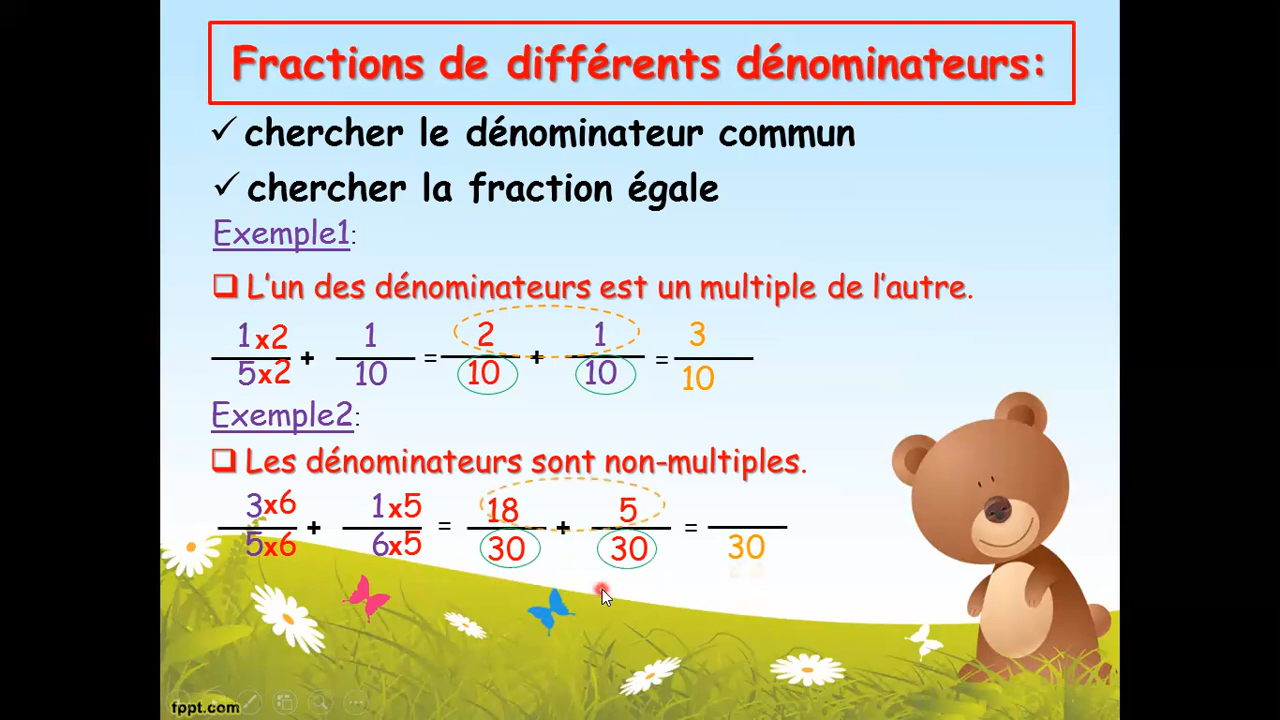 Fractions de différents dénominateurs:
✓ chercher le dénominateur commun
✓ chercher la fraction égale
Exemple1:
❑ L'un des dénominateurs est un multiple de l'autre.
1x2/5x2 + 1/10 = 2/10 + 1/10 = 3/10
Exemple2:
❑ Les dénominateurs sont non-multiples.
3x6/5x6 + 1x5/6x5 = 18/30 + 5/30 = /30
fppt.com